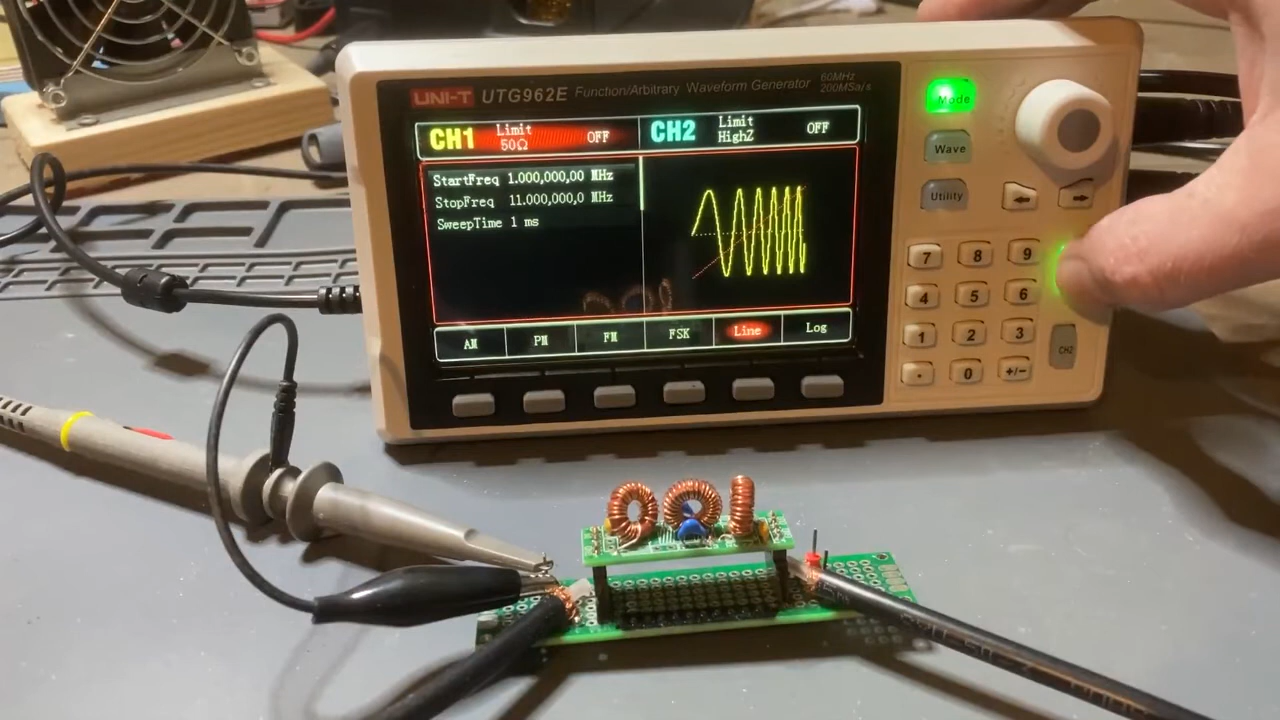 UNI-T UTG962E Function/Arbitrary Waveform Generator 60MHz 200MSa/s
CH1 Limit 50Ω OFF
CH2 Limit HighZ OFF
StartFreq 1.000,000,00 MHz
StopFreq 11.000,000,0 MHz
SweepTime 1 ms
AM PM FM FSK Line Log
Mode
Wave
Utility
7 8 9
4 5 6
1 2 3
. 0 +/-
CH2